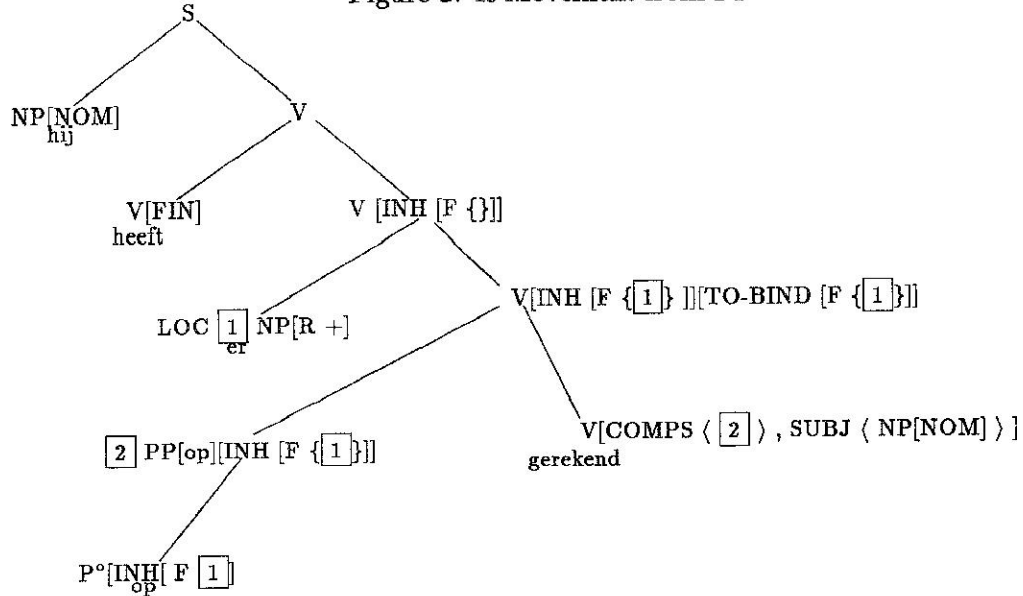 S
NP[NOM]
hij
V
V[FIN]
heeft
V [INH [F {}]]
LOC 1 NP[R +]
er
V[INH [F {1} ]][TO-BIND [F {1}]]
2 PP[op][INH [F {1}]]
V[COMPS ⟨ 2 ⟩ , SUBJ ⟨ NP[NOM] ⟩ ]
gerekend
P°[INH[ F 1]
op